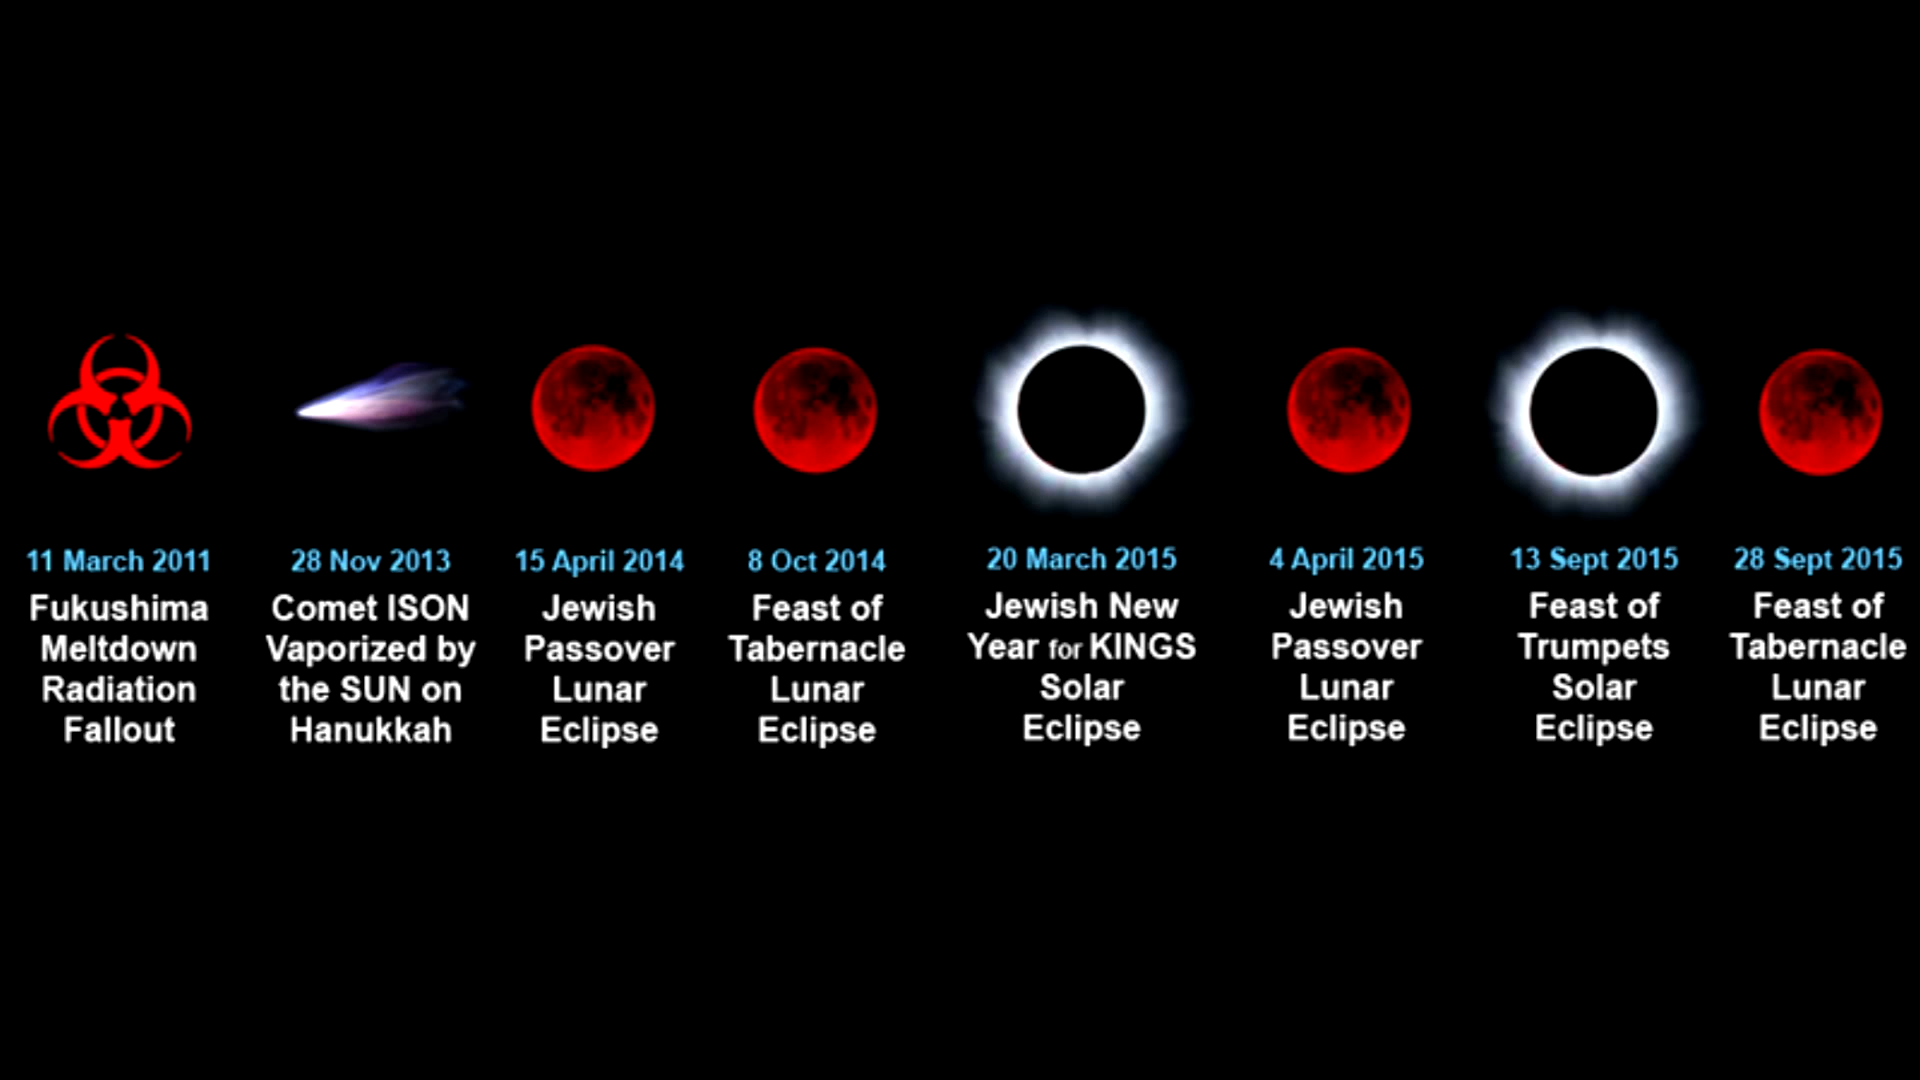 11 March 2011
Fukushima
Meltdown
Radiation
Fallout
28 Nov 2013
Comet ISON
Vaporized by
the SUN on
Hanukkah
15 April 2014
Jewish
Passover
Lunar
Eclipse
8 Oct 2014
Feast of
Tabernacle
Lunar
Eclipse
20 March 2015
Jewish New
Year for KINGS
Solar
Eclipse
4 April 2015
Jewish
Passover
Lunar
Eclipse
13 Sept 2015
Feast of
Trumpets
Solar
Eclipse
28 Sept 2015
Feast of
Tabernacle
Lunar
Eclipse